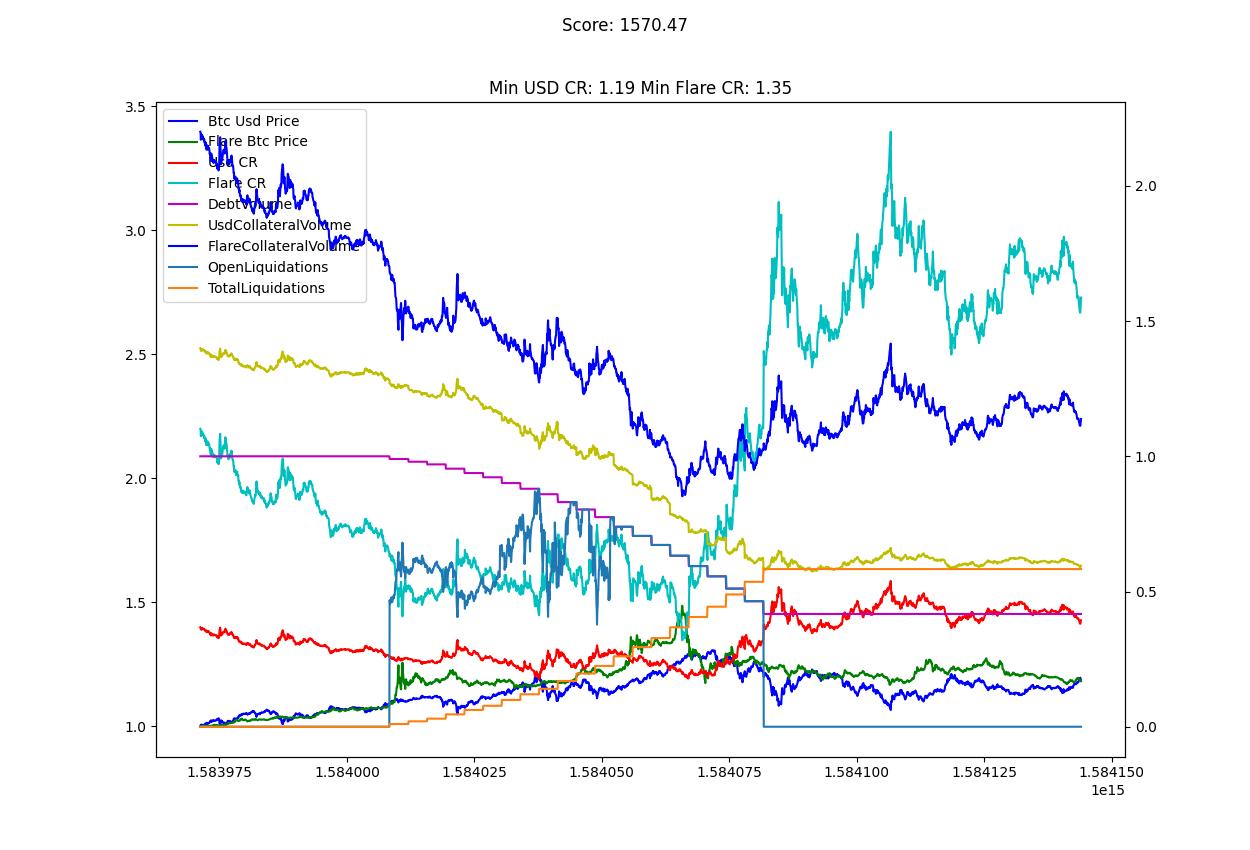 Score: 1570.47
Min USD CR: 1.19 Min Flare CR: 1.35
3.5
3.0
2.5
2.0
1.5
1.0
Btc Usd Price
Flare Btc Price
Usd CR
Flare CR
DebtVolume
UsdCollateralVolume
FlareCollateralVolume
OpenLiquidations
TotalLiquidations
2.0
1.5
1.0
0.5
0.0
1.583975 1.584000 1.584025 1.584050 1.584075 1.584100 1.584125 1.584150
1e15